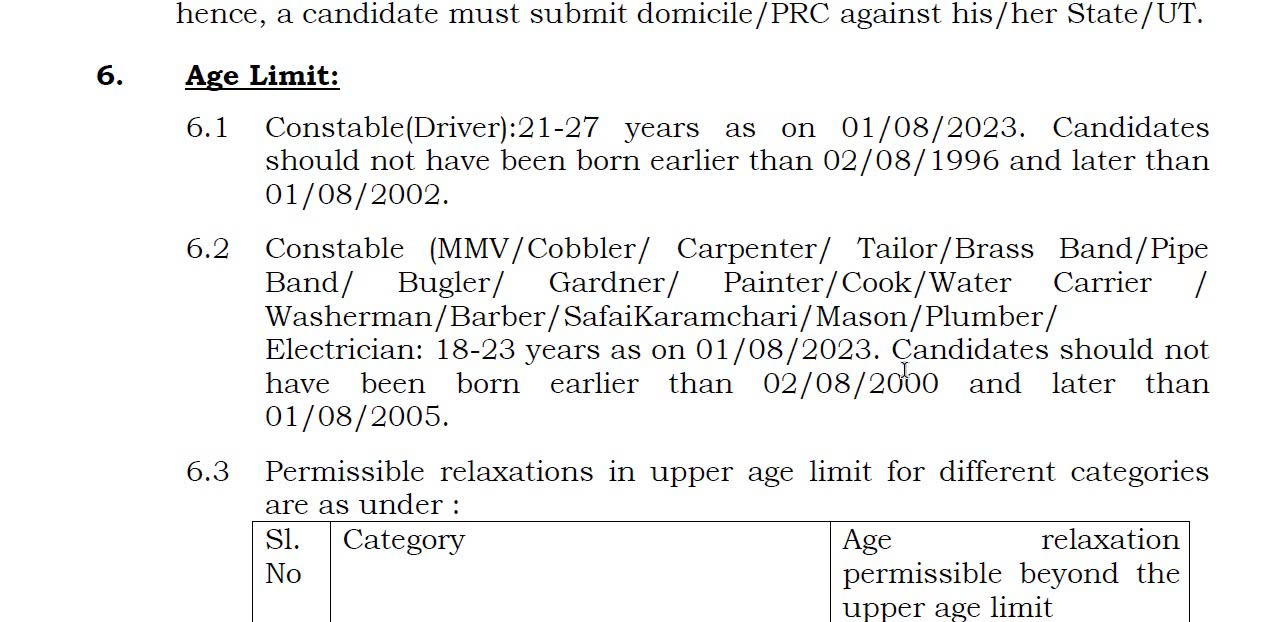 hence, a candidate must submit domicile/PRC against his/her State/UT.
6. Age Limit:
6.1 Constable(Driver):21-27 years as on 01/08/2023. Candidates
should not have been born earlier than 02/08/1996 and later than
01/08/2002.
6.2 Constable (MMV/Cobbler/ Carpenter/ Tailor/Brass Band/Pipe
Band/ Bugler/ Gardner/ Painter/Cook/Water Carrier /
Washerman/Barber/SafaiKaramchari/Mason/Plumber/
Electrician: 18-23 years as on 01/08/2023. Candidates should not
have been born earlier than 02/08/2000 and later than
01/08/2005.
6.3 Permissible relaxations in upper age limit for different categories
are as under :
Sl. Category Age relaxation
No permissible beyond the
upper age limit